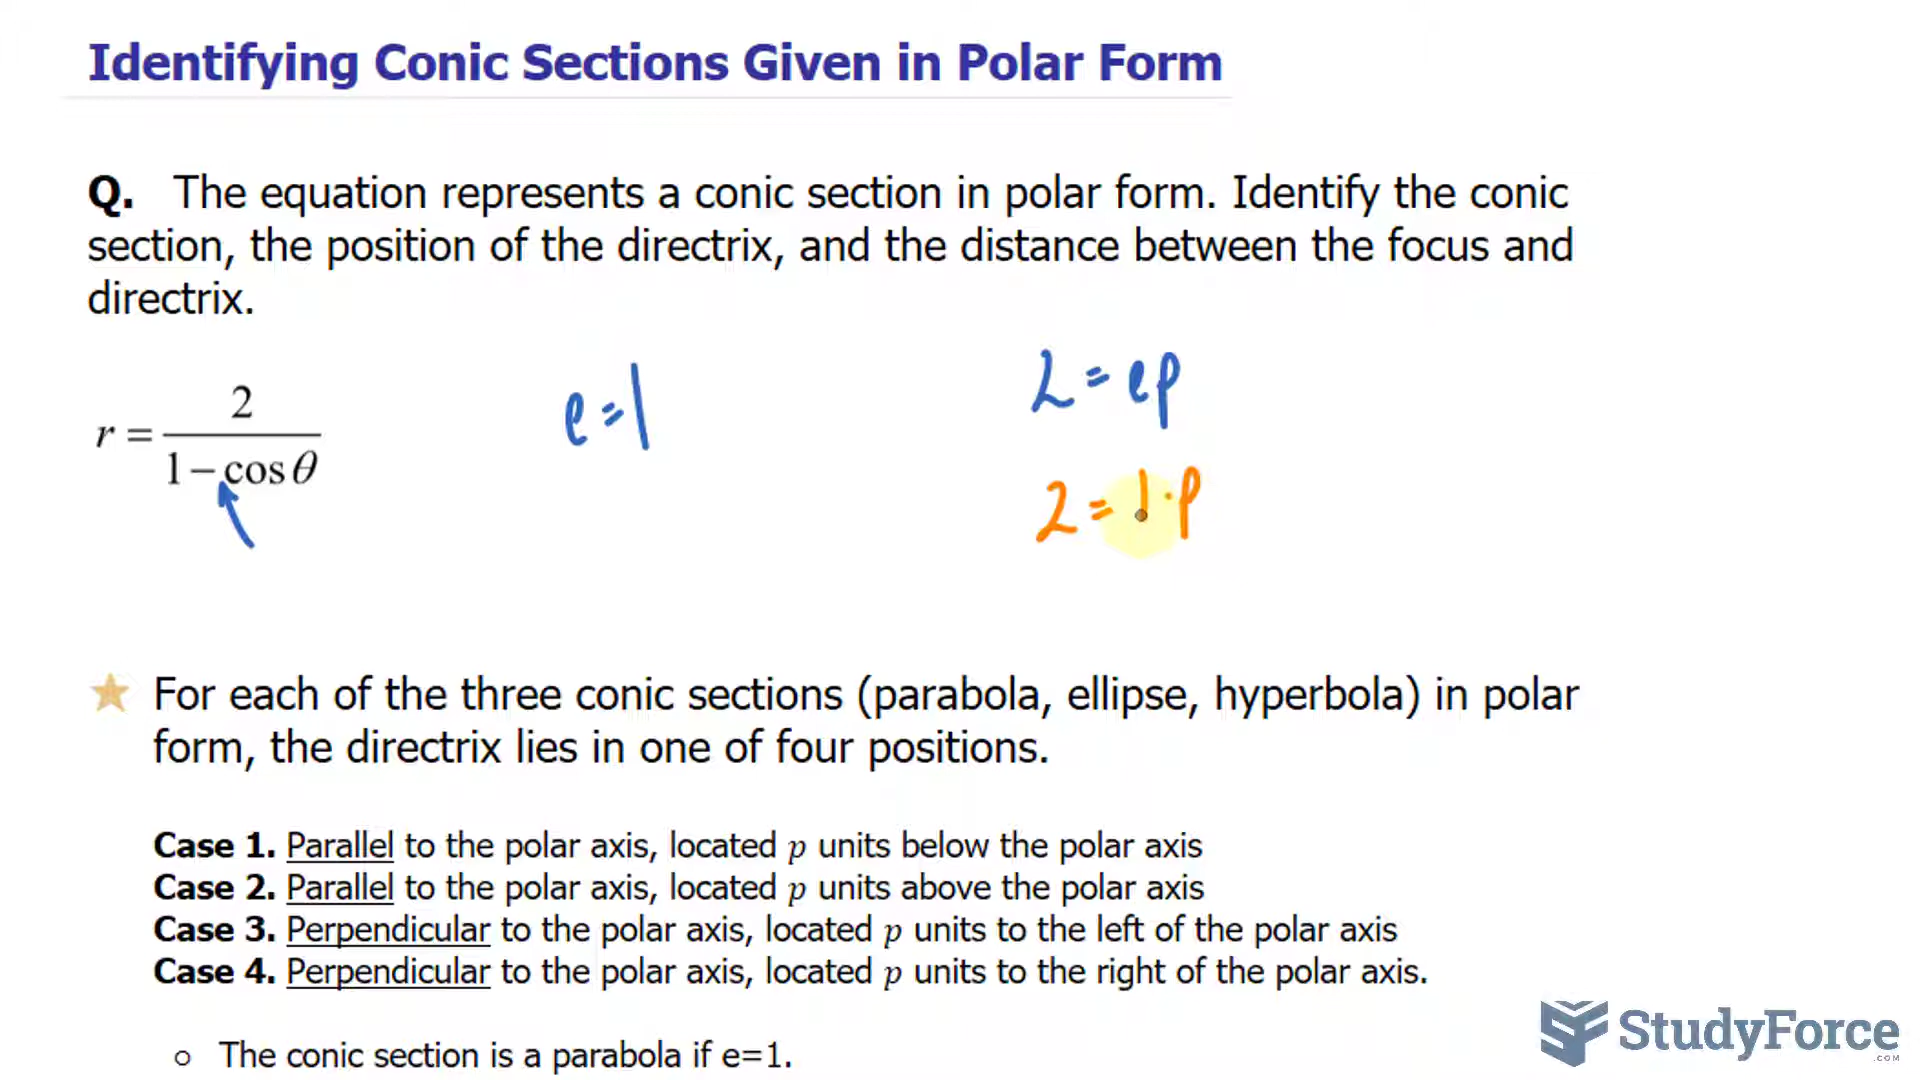 Identifying Conic Sections Given in Polar Form
Q. The equation represents a conic section in polar form. Identify the conic
section, the position of the directrix, and the distance between the focus and
directrix.
r = 2 / (1 − cos θ)
e = 1
2 = ep
2 = 1 · p
For each of the three conic sections (parabola, ellipse, hyperbola) in polar
form, the directrix lies in one of four positions.
Case 1. Parallel to the polar axis, located p units below the polar axis
Case 2. Parallel to the polar axis, located p units above the polar axis
Case 3. Perpendicular to the polar axis, located p units to the left of the polar axis
Case 4. Perpendicular to the polar axis, located p units to the right of the polar axis.
○ The conic section is a parabola if e=1.
StudyForce
.COM